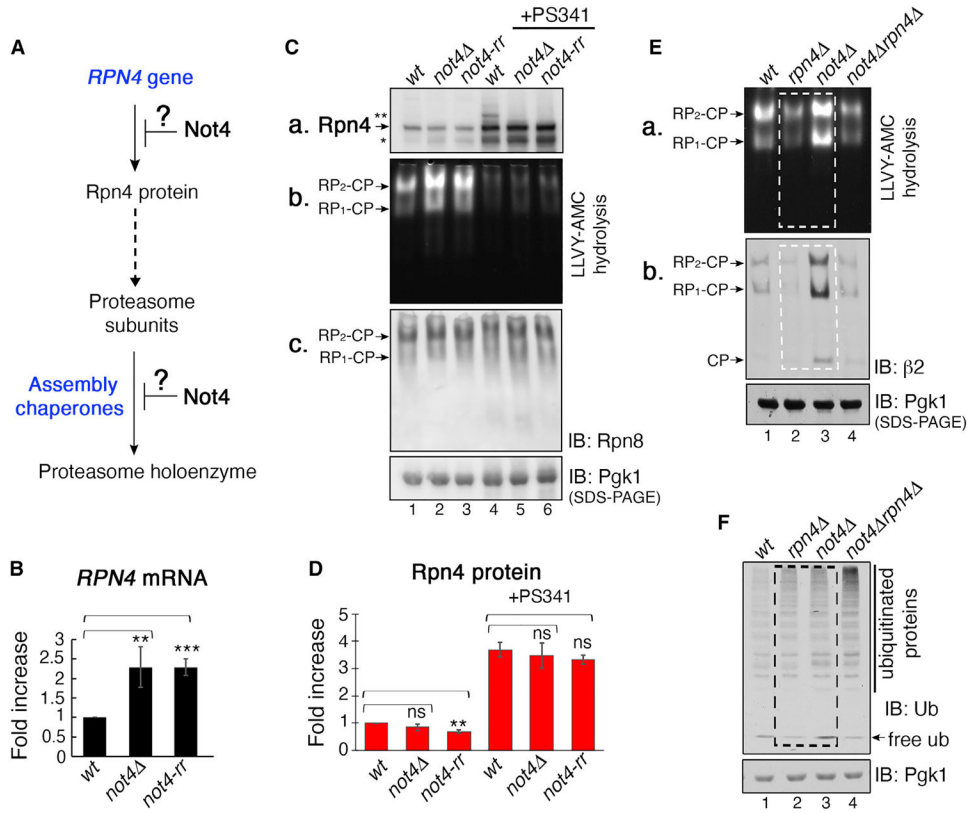 A
RPN4 gene
?
Not4
Rpn4 protein
Proteasome
subunits
Assembly
chaperones
?
Not4
Proteasome holoenzyme
B
RPN4 mRNA
Fold increase
3
2.5
2
1.5
1
0.5
0
**
***
wt
not4Δ
not4-rr
C
+PS341
wt
not4Δ
not4-rr
wt
not4Δ
not4-rr
a. Rpn4
**
*
b.
RP2-CP
RP1-CP
LLVY-AMC
hydrolysis
c.
RP2-CP
RP1-CP
IB: Rpn8
IB: Pgk1
(SDS-PAGE)
1 2 3 4 5 6
D
Rpn4 protein
+PS341
Fold increase
5
4
3
2
1
0
ns
**
ns
ns
wt
not4Δ
not4-rr
wt
not4Δ
not4-rr
E
wt
rpn4Δ
not4Δ
not4Δrpn4Δ
a.
RP2-CP
RP1-CP
LLVY-AMC
hydrolysis
b.
RP2-CP
RP1-CP
CP
IB: β2
IB: Pgk1
(SDS-PAGE)
1 2 3 4
F
wt
rpn4Δ
not4Δ
not4Δrpn4Δ
ubiquitinated
proteins
IB: Ub
free ub
IB: Pgk1
1 2 3 4